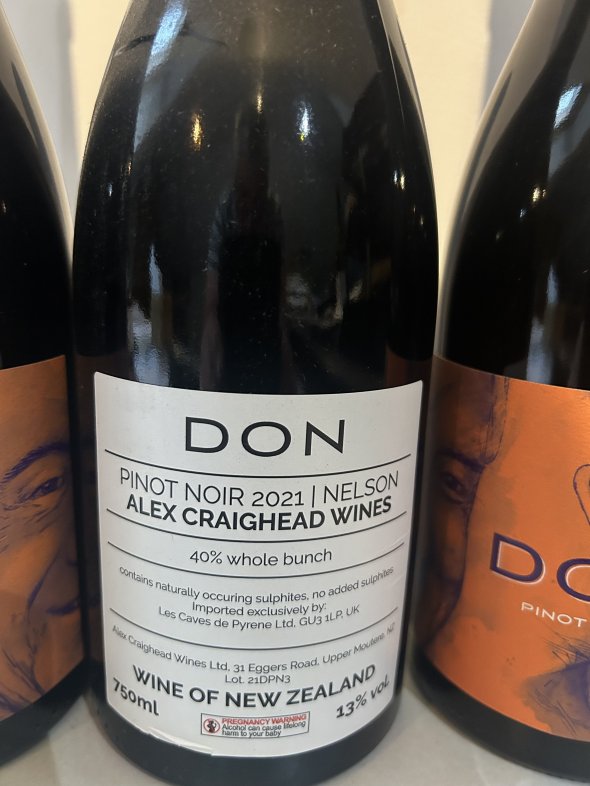 DON
PINOT NOIR 2021 | NELSON
ALEX CRAIGHEAD WINES
40% whole bunch
contains naturally occuring sulphites, no added sulphites
Imported exclusively by:
Les Caves de Pyrene Ltd, GU3 1LP, UK
Alex Craighead Wines Ltd, 31 Eggers Road, Upper Moutere, NZ
Lot. 21DPN3
WINE OF NEW ZEALAND
750ml
13% vol.
PREGNANCY WARNING
Alcohol can cause lifelong
harm to your baby
DO
PINOT